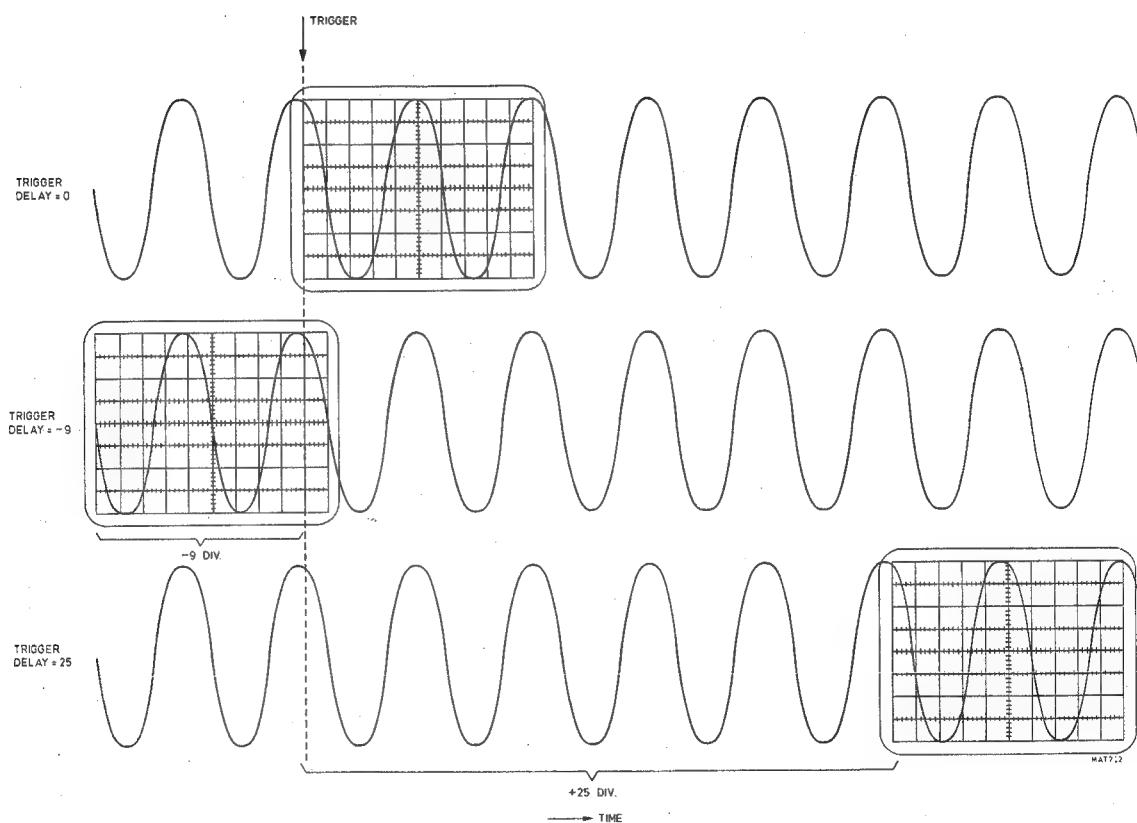 TRIGGER
TRIGGER
DELAY = 0
TRIGGER
DELAY = -9
-9 DIV.
TRIGGER
DELAY = 25
MAT712
+25 DIV.
TIME